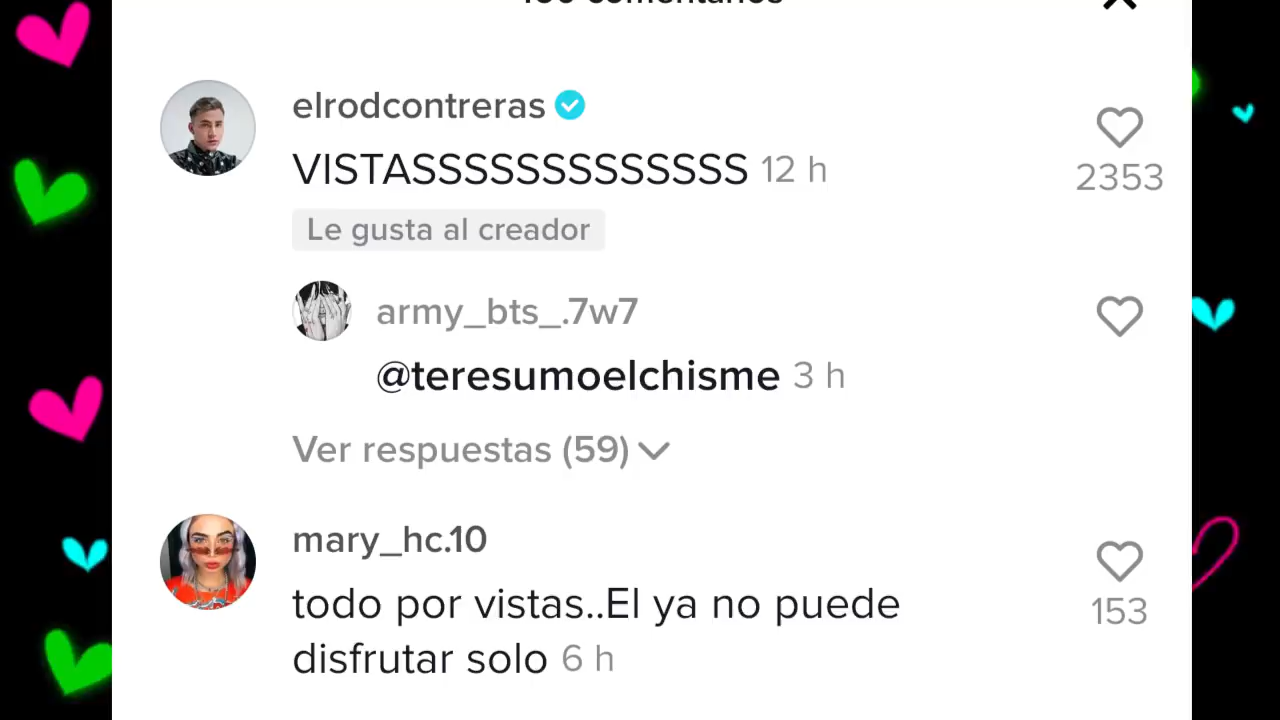 elrodcontreras
VISTASSSSSSSSSSSSS 12 h
2353
Le gusta al creador
army_bts_.7w7
@teresumoelchisme 3 h
Ver respuestas (59)
mary_hc.10
todo por vistas..El ya no puede
153
disfrutar solo 6 h